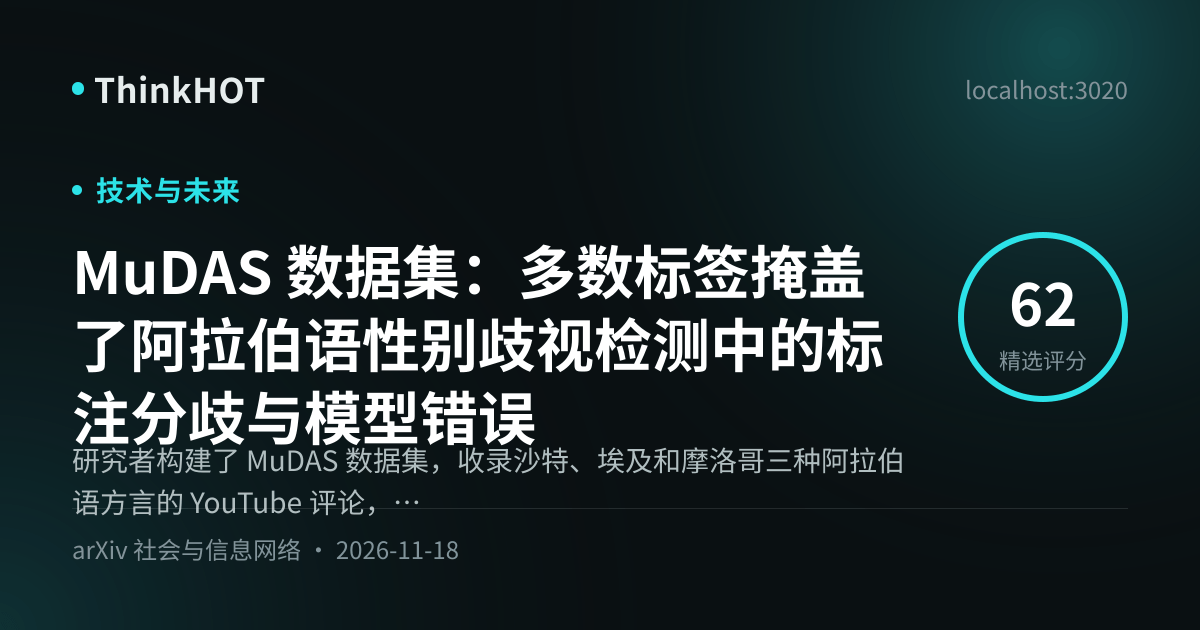 ThinkHOT
localhost:3020
技术与未来
MuDAS 数据集：多数标签掩盖
了阿拉伯语性别歧视检测中的标
注分歧与模型错误
62
精选评分
研究者构建了 MuDAS 数据集，收录沙特、埃及和摩洛哥三种阿拉伯
语方言的 YouTube 评论，…
arXiv 社会与信息网络 · 2026-11-18